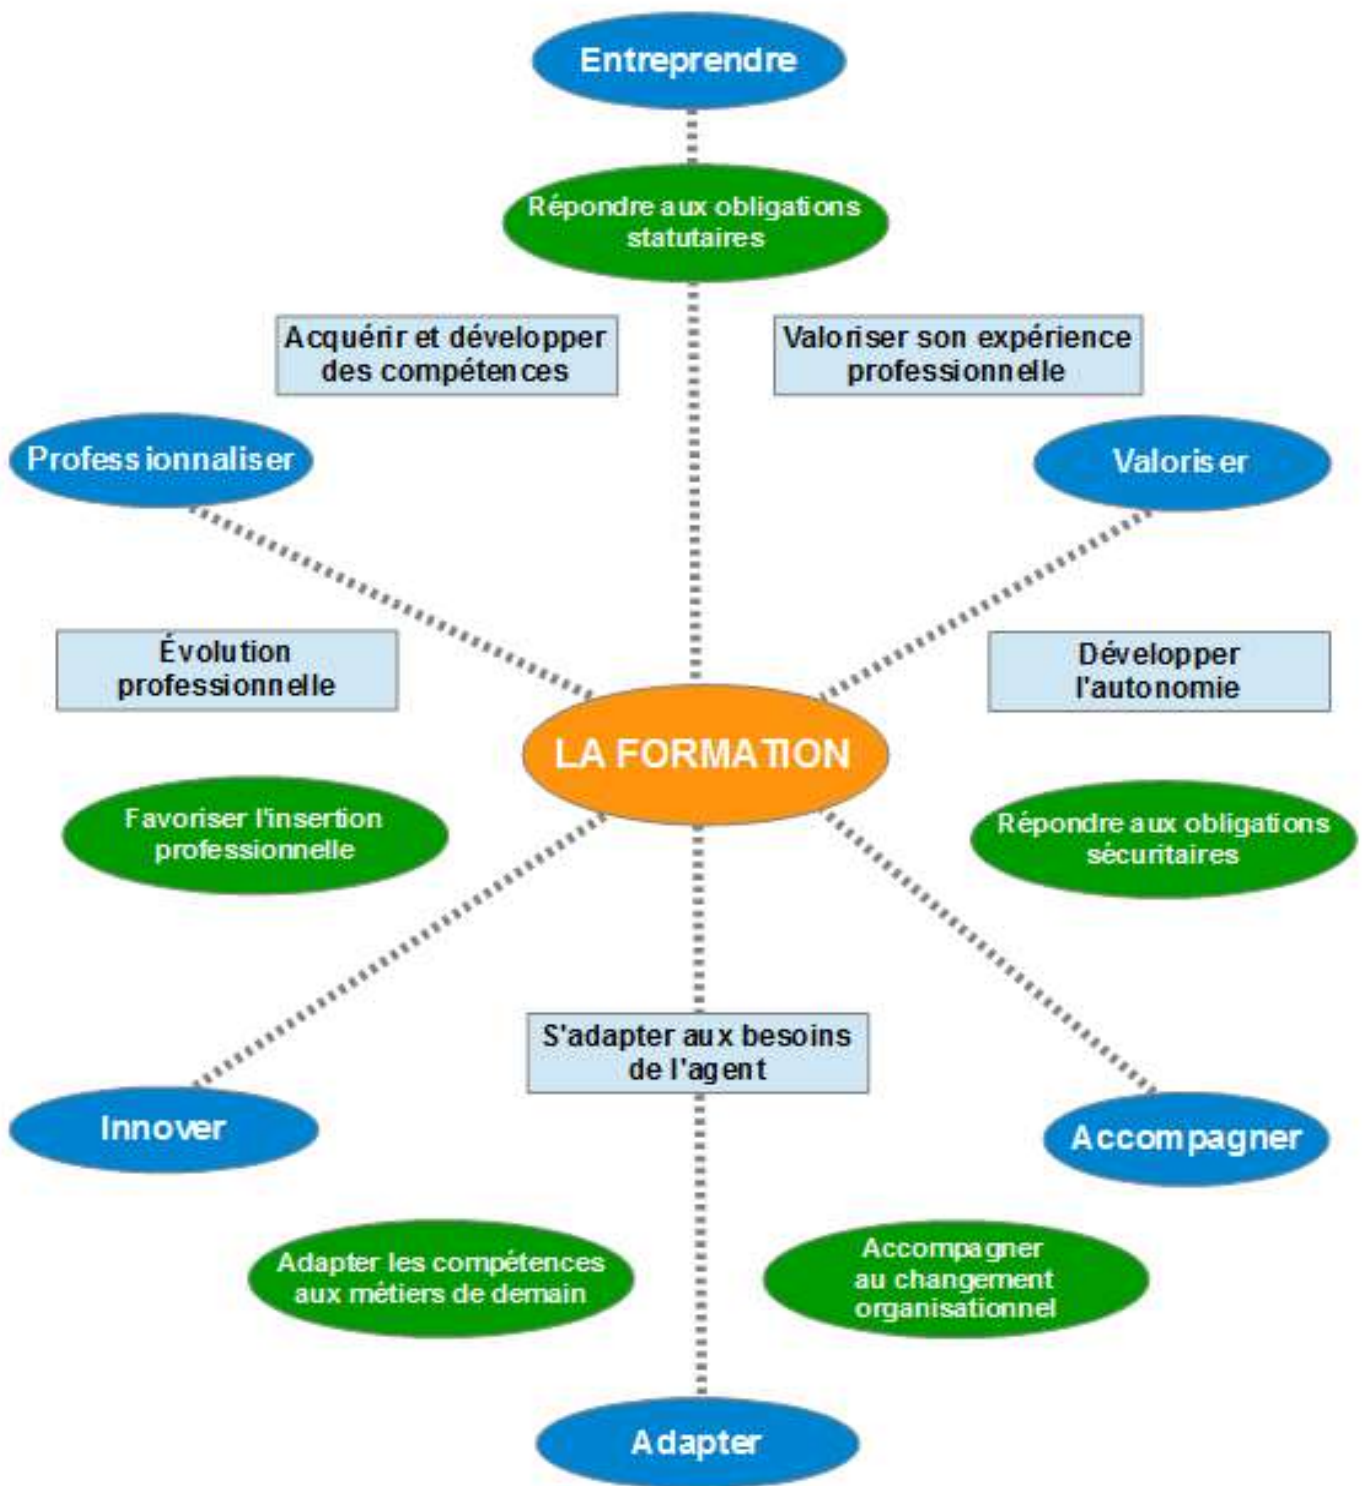 Entreprendre
Répondre aux obligations
statutaires
Acquérir et développer
des compétences
Valoriser son expérience
professionnelle
Professionnaliser
Valoriser
Évolution
professionnelle
Développer
l'autonomie
LA FORMATION
Favoriser l'insertion
professionnelle
Répondre aux obligations
sécuritaires
S'adapter aux besoins
de l'agent
Innover
Accompagner
Adapter les compétences
aux métiers de demain
Accompagner
au changement
organisationnel
Adapter